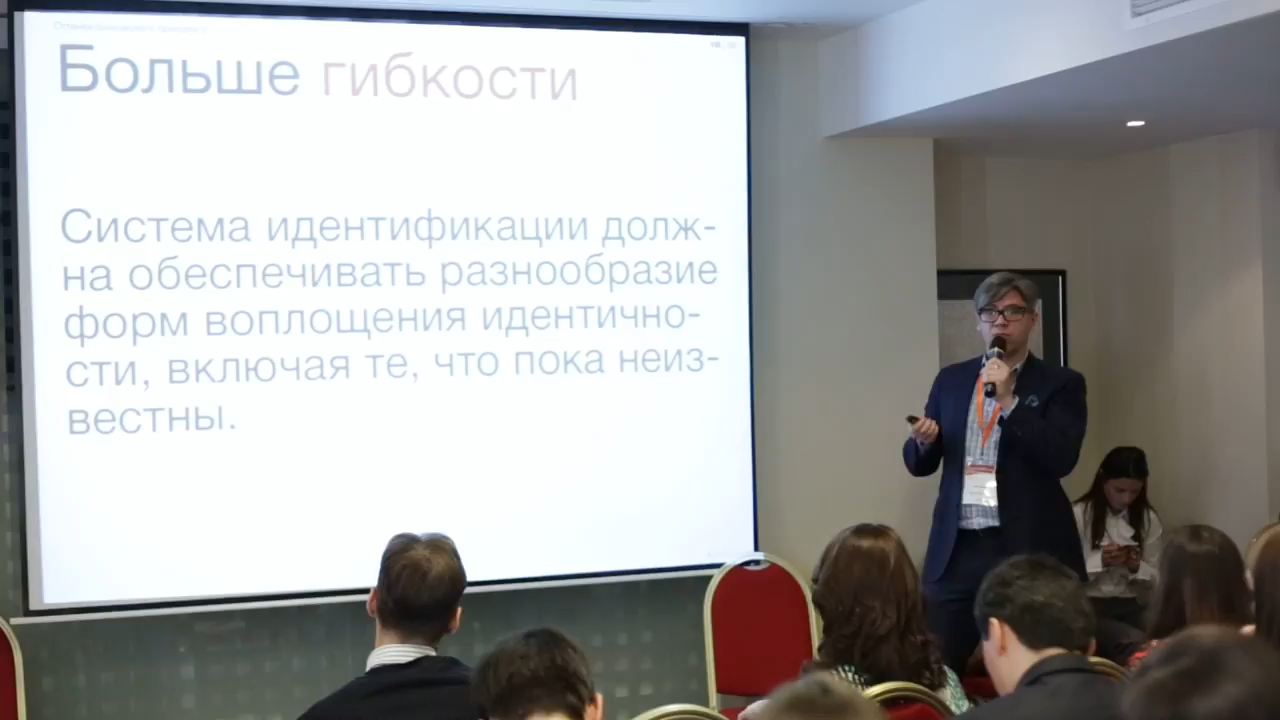 Больше гибкости
Система идентификации долж-
на обеспечивать разнообразие
форм воплощения идентично-
сти, включая те, что пока неиз-
вестны.